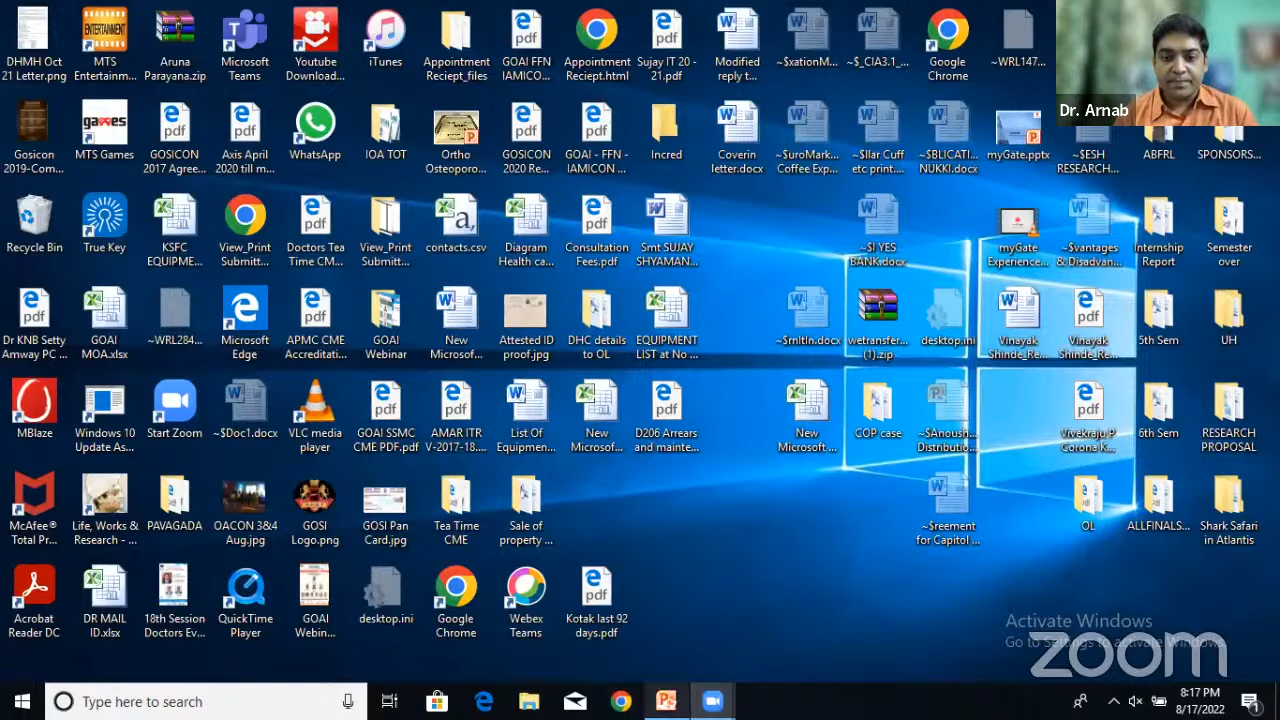 DHMH Oct
21 Letter.png
MTS
Entertainm...
Aruna
Parayana.zip
Microsoft
Teams
Youtube
Download...
iTunes
Appointment
Reciept_files
GOAI FFN
IAMICO...
Appointment
Reciept.html
Sujay IT 20 -
21.pdf
Modified
reply t...
~$xationM...
~$_CIA3.1_...
Google
Chrome
~WRL147...
Dr. Arnab
Gosicon
2019-Com...
MTS Games
GOSICON
2017 Agree...
Axis April
2020 till m...
WhatsApp
IOA TOT
Ortho
Osteoporo...
GOSICON
2020 Re...
GOAI - FFN -
IAMICON ...
Incred
Coverin
letter.docx
~$uroMark...
Coffee Exp...
~$llar Cuff
etc print....
~$BLICATI...
NUKKI.docx
myGate.pptx
~$ESH
RESEARCH...
ABFRL
SPONSORS...
Recycle Bin
True Key
KSFC
EQUIPME...
View_Print
Submitt...
Doctors Tea
Time CM...
View_Print
Submitt...
contacts.csv
Diagram
Health ca...
Consultation
Fees.pdf
Smt SUJAY
SHYAMAN...
~$I YES
BANK.docx
myGate
Experience...
~$vantages
& Disadvan...
Internship
Report
Semester
over
Dr KNB Setty
Amway PC ...
GOAI
MOA.xlsx
~WRL284...
Microsoft
Edge
APMC CME
Accreditati...
GOAI
Webinar
New
Microsof...
Attested ID
proof.jpg
DHC details
to OL
EQUIPMENT
LIST at No ...
~$rnItIn.docx
wetransfer...
(1).zip
desktop.ini
Vinayak
Shinde_Re...
Vinayak
Shinde_Re...
5th Sem
UH
MBlaze
Windows 10
Update As...
Start Zoom
~$Doc1.docx
VLC media
player
GOAI SSMC
CME PDF.pdf
AMAR ITR
V-2017-18....
List Of
Equipmen...
New
Microsof...
D206 Arrears
and mainte...
New
Microsoft ...
COP case
~$Anoush...
Distributio...
Vivekraju P
Corona K...
6th Sem
RESEARCH
PROPOSAL
McAfee®
Total Pr...
Life, Works &
Research - ...
PAVAGADA
OACON 3&4
Aug.jpg
GOSI
Logo.png
GOSI Pan
Card.jpg
Tea Time
CME
Sale of
property ...
~$reement
for Capitol ...
OL
ALLFINALS...
Shark Safari
in Atlantis
Acrobat
Reader DC
DR MAIL
ID.xlsx
18th Session
Doctors Ev...
QuickTime
Player
GOAI
Webin...
desktop.ini
Google
Chrome
Webex
Teams
Kotak last 92
days.pdf
Activate Windows
Go to Settings to activate Windows.
zoom
Type here to search
8:17 PM
8/17/2022